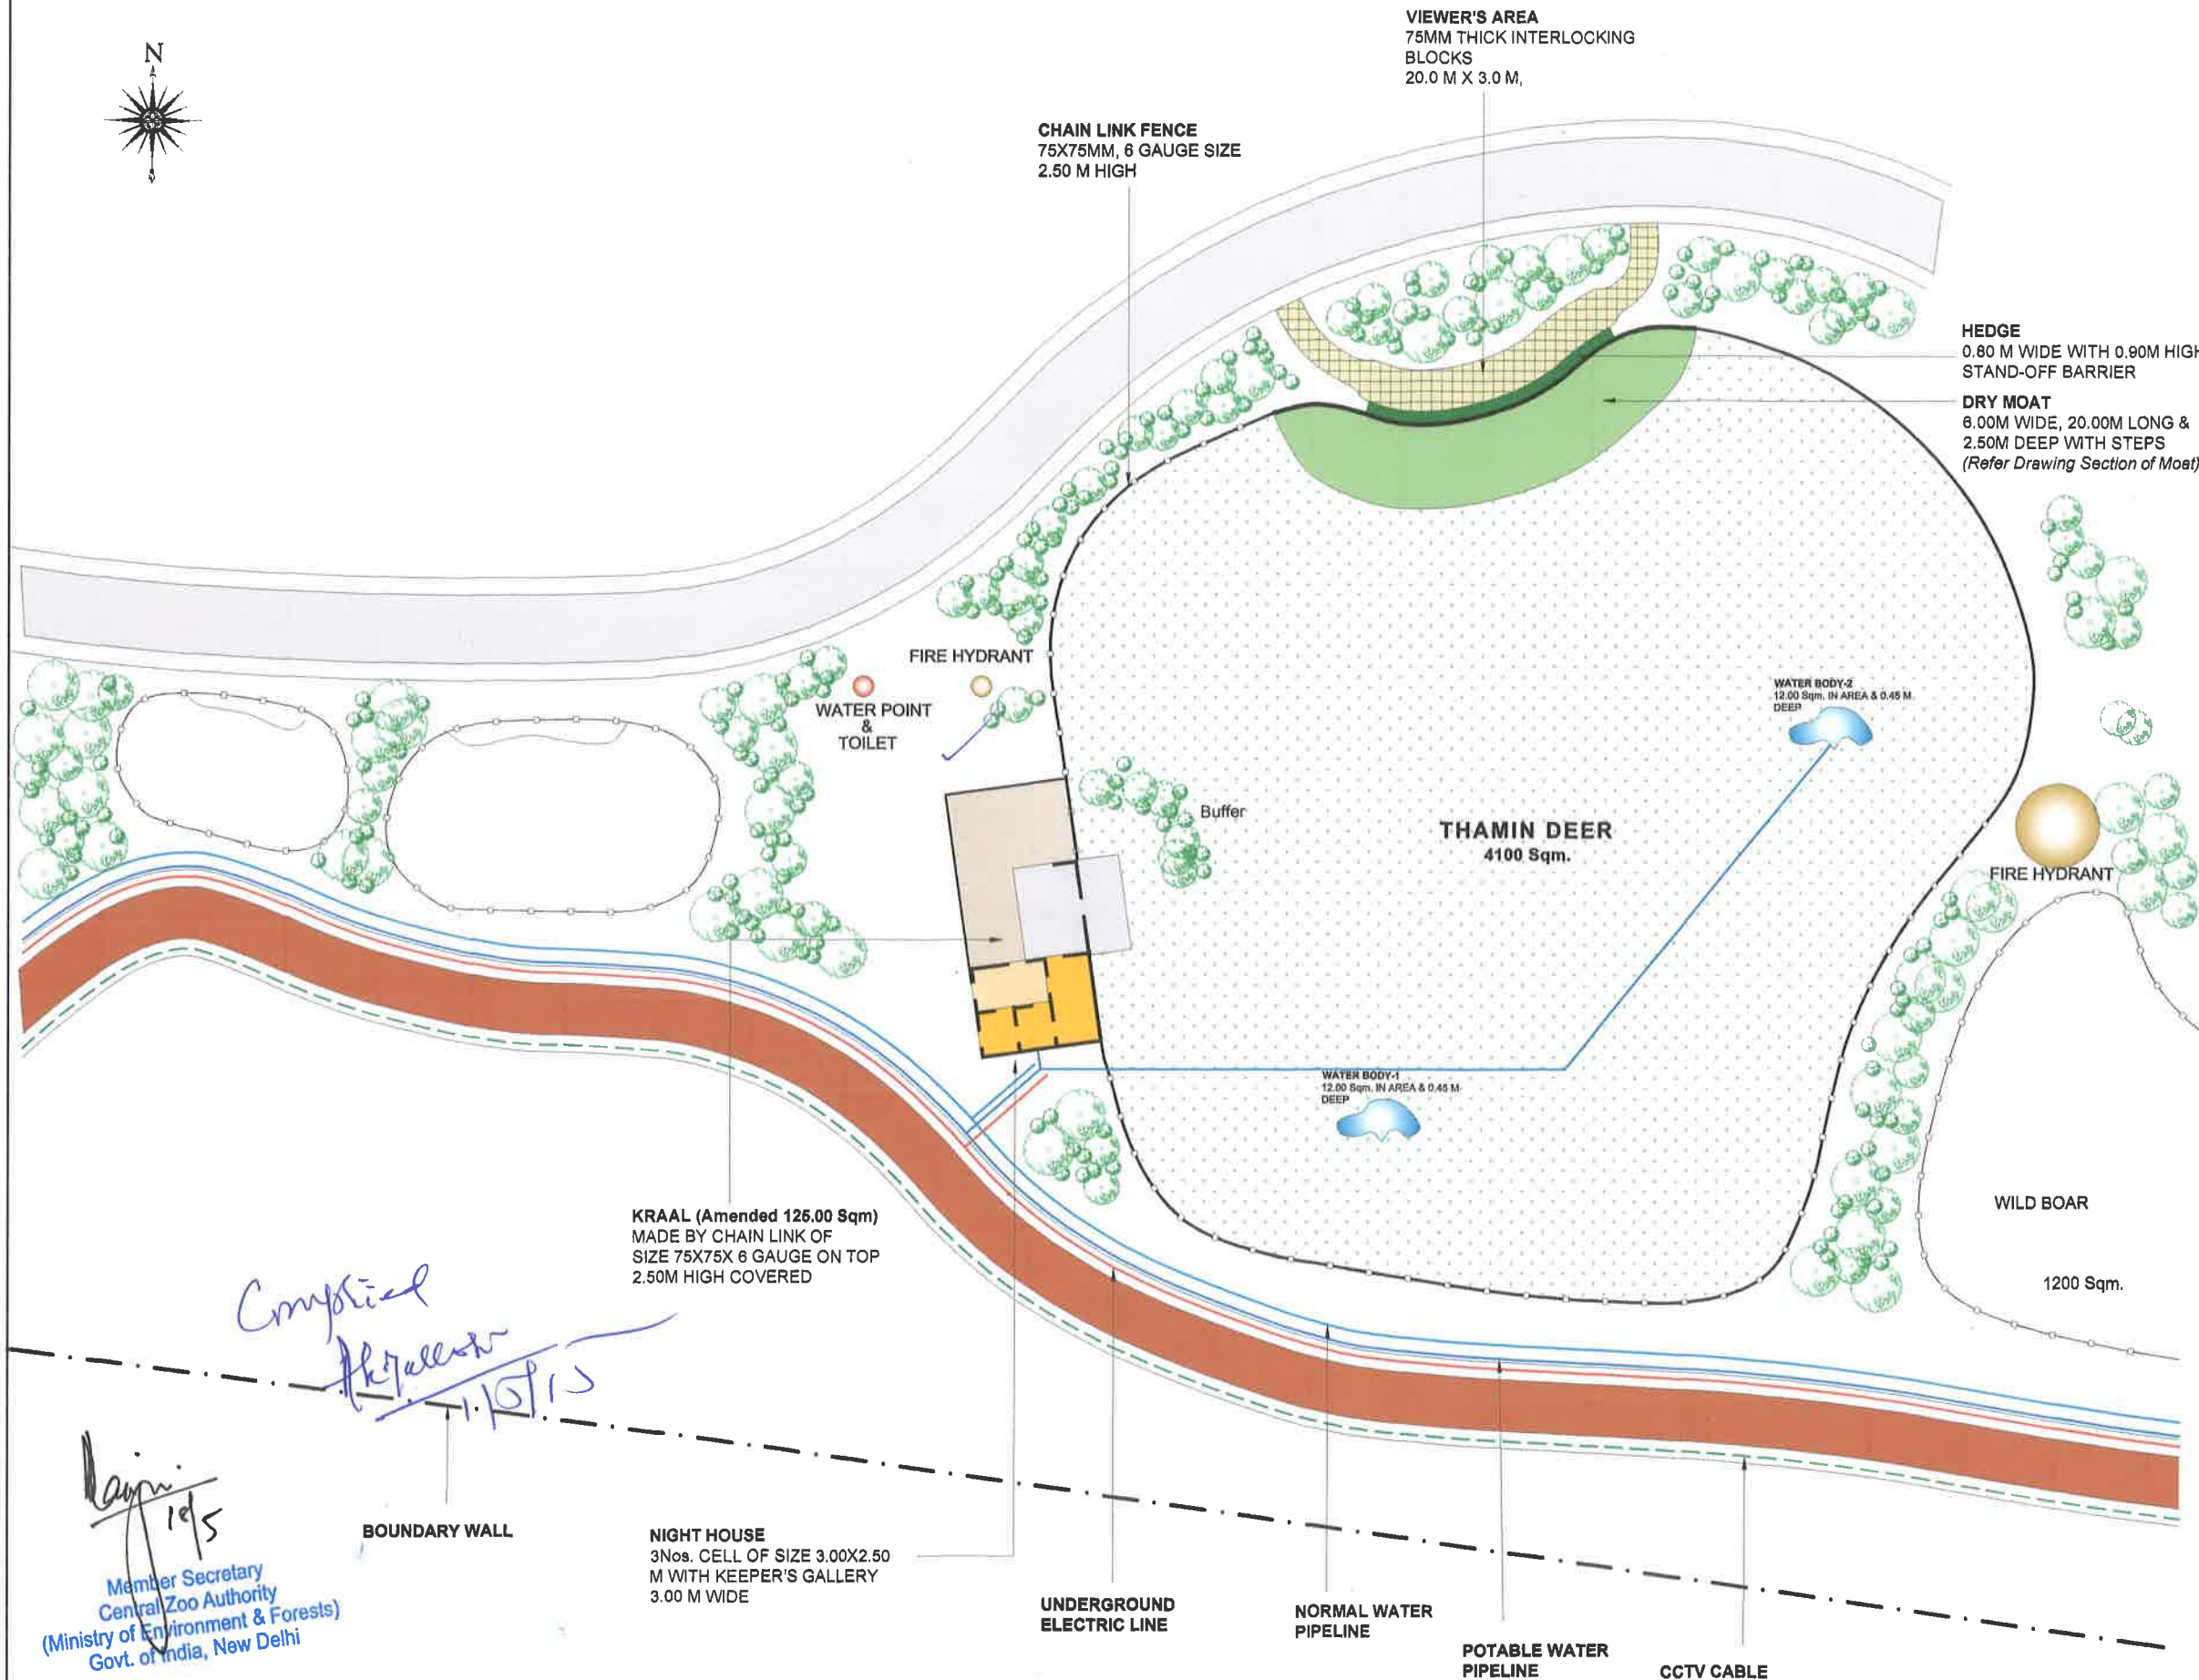 N
VIEWER'S AREA
75MM THICK INTERLOCKING
BLOCKS
20.0 M X 3.0 M,
CHAIN LINK FENCE
75X75MM, 6 GAUGE SIZE
2.50 M HIGH
HEDGE
0.80 M WIDE WITH 0.90M HIGH
STAND-OFF BARRIER
DRY MOAT
6.00M WIDE, 20.00M LONG &
2.50M DEEP WITH STEPS
(Refer Drawing Section of Moat)
FIRE HYDRANT
WATER POINT
&
TOILET
WATER BODY-2
12.00 Sqm. IN AREA & 0.45 M
DEEP
Buffer
THAMIN DEER
4100 Sqm.
FIRE HYDRANT
WATER BODY-1
12.00 Sqm. IN AREA & 0.45 M
DEEP
WILD BOAR
1200 Sqm.
KRAAL (Amended 125.00 Sqm)
MADE BY CHAIN LINK OF
SIZE 75X75X 6 GAUGE ON TOP
2.50M HIGH COVERED
Complied
BOUNDARY WALL
NIGHT HOUSE
3Nos. CELL OF SIZE 3.00X2.50
M WITH KEEPER'S GALLERY
3.00 M WIDE
UNDERGROUND
ELECTRIC LINE
NORMAL WATER
PIPELINE
POTABLE WATER
PIPELINE
CCTV CABLE
Member Secretary
Central Zoo Authority
(Ministry of Environment & Forests)
Govt. of India, New Delhi